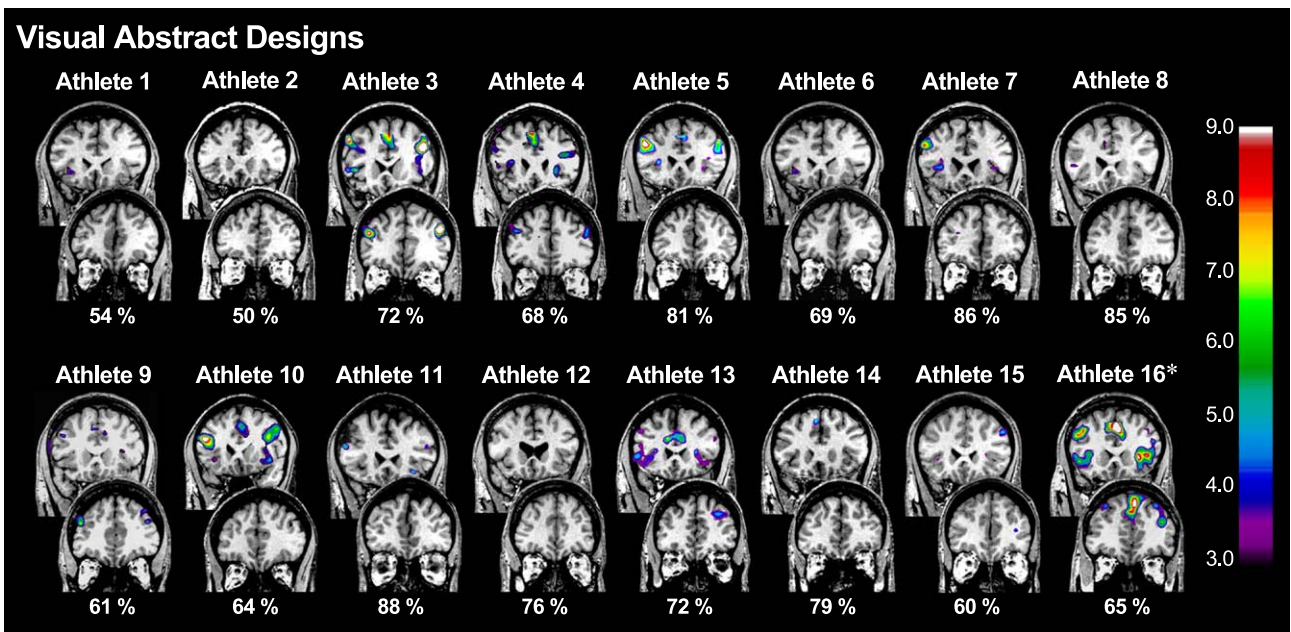 Visual Abstract Designs
Athlete 1 Athlete 2 Athlete 3 Athlete 4 Athlete 5 Athlete 6 Athlete 7 Athlete 8
54 % 50 % 72 % 68 % 81 % 69 % 86 % 85 %
Athlete 9 Athlete 10 Athlete 11 Athlete 12 Athlete 13 Athlete 14 Athlete 15 Athlete 16*
61 % 64 % 88 % 76 % 72 % 79 % 60 % 65 %
9.0
8.0
7.0
6.0
5.0
4.0
3.0